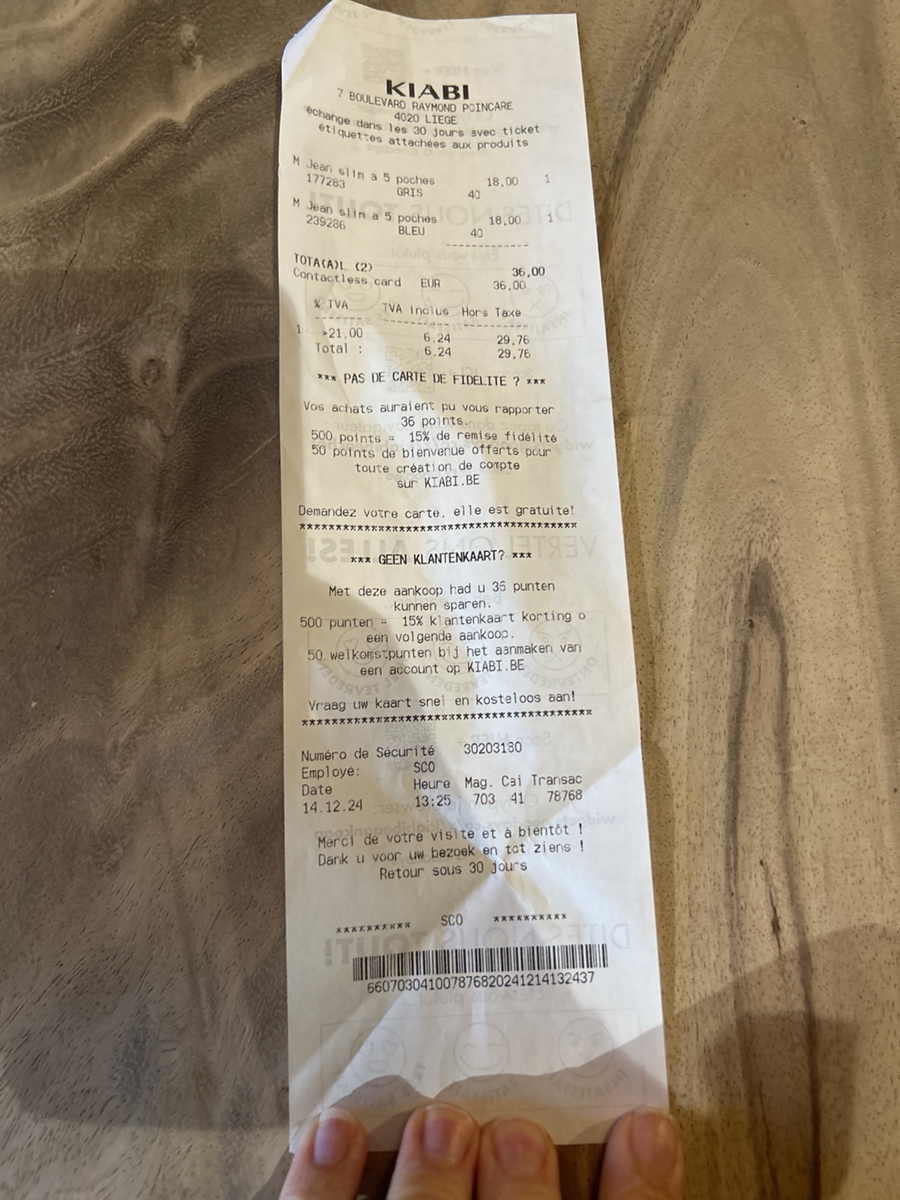 KIABI
7 BOULEVARD RAYMOND POINCARE
4020 LIEGE
échange dans les 30 jours avec ticket
étiquettes attachées aux produits
M Jean slim a 5 poches 18,00 1
177283 GRIS 40
M Jean slim a 5 poches 18,00 1
239286 BLEU 40
------------
TOTA(A)L (2) 36,00
Contactless card EUR 36,00
% TVA TVA inclus Hors Taxe
1 >21,00 6.24 29,76
Total : 6.24 29,76
*** PAS DE CARTE DE FIDELITE ? ***
Vos achats auraient pu vous rapporter
36 points.
500 points = 15% de remise fidélité
50 points de bienvenue offerts pour
toute création de compte
sur KIABI.BE
Demandez votre carte, elle est gratuite!
****************************************
*** GEEN KLANTENKAART? ***
Met deze aankoop had u 36 punten
kunnen sparen.
500 punten = 15% klantenkaart korting o
een volgende aankoop.
50 welkomstpunten bij het aanmaken van
een account op KIABI.BE
Vraag uw kaart snel en kosteloos aan!
****************************************
Numéro de Sécurité 30203180
Employé: SCO
Date Heure Mag. Cai Transac
14.12.24 13:25 703 41 78768
Merci de votre visite et à bientôt !
Dank u voor uw bezoek en tot ziens !
Retour sous 30 jours
********** SCO **********
66070304100787682024121413 2437